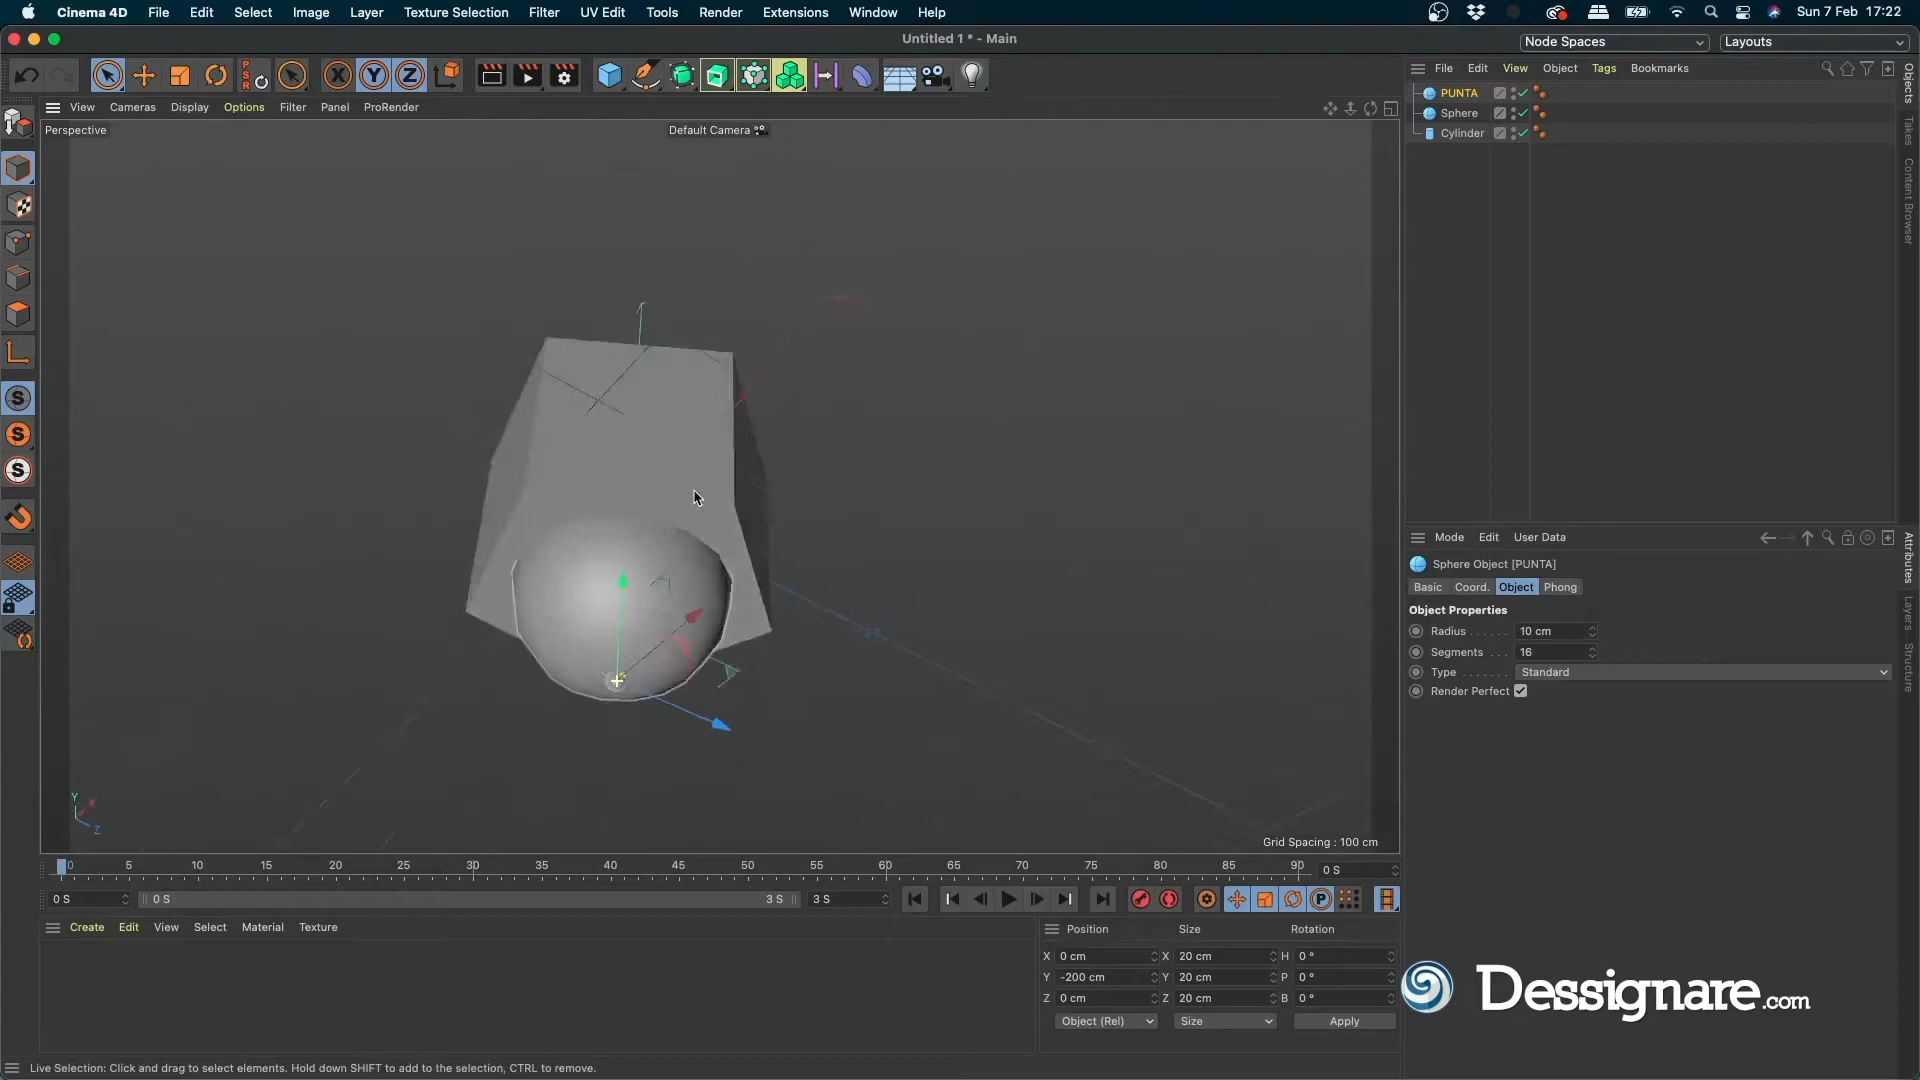 Cinema 4D File Edit Select Image Layer Texture Selection Filter UV Edit Tools Render Extensions Window Help Sun 7 Feb 17:22
Untitled 1 * - Main
Node Spaces Layouts
File Edit View Object Tags Bookmarks
View Cameras Display Options Filter Panel ProRender
Perspective
Default Camera
PUNTA
Sphere
Cylinder
Objects
Takes
Content Browser
Mode Edit User Data
Sphere Object [PUNTA]
Basic Coord. Object Phong
Object Properties
Radius . . . . . . 10 cm
Segments . . . 16
Type . . . . . . . Standard
Render Perfect
Attributes
Layers
Structure
Y
X
Z
Grid Spacing : 100 cm
0 5 10 15 20 25 30 35 40 45 50 55 60 65 70 75 80 85 90 0 S
0 S 0 S 3 S 3 S
Create Edit View Select Material Texture
Position Size Rotation
X 0 cm X 20 cm H 0 °
Y -200 cm Y 20 cm P 0 °
Z 0 cm Z 20 cm B 0 °
Object (Rel) Size Apply
Dessignare.com
Live Selection: Click and drag to select elements. Hold down SHIFT to add to the selection, CTRL to remove.